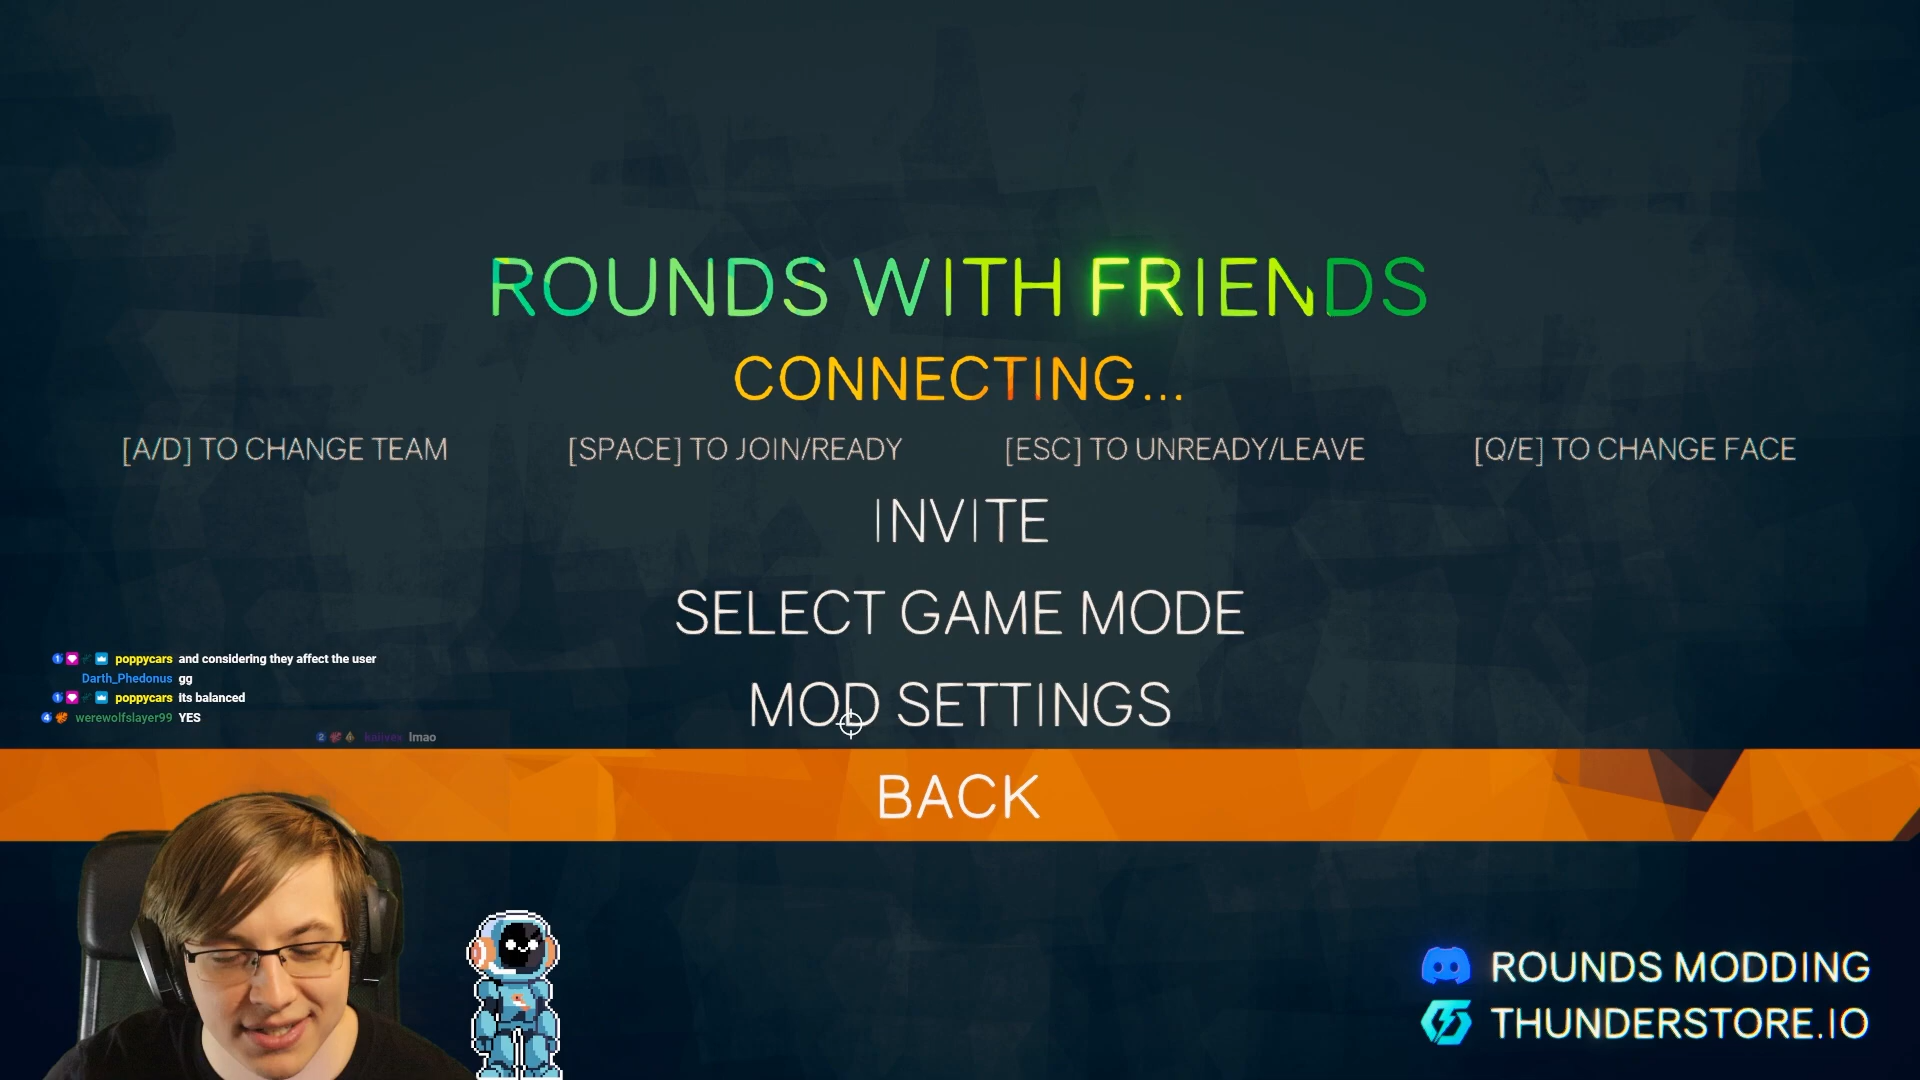 ROUNDS WITH FRIENDS
CONNECTING...
[A/D] TO CHANGE TEAM [SPACE] TO JOIN/READY [ESC] TO UNREADY/LEAVE [Q/E] TO CHANGE FACE
INVITE
SELECT GAME MODE
MOD SETTINGS
BACK
poppycars and considering they affect the user
Darth_Phedonus gg
poppycars its balanced
werewolfslayer99 YES
lmao
ROUNDS MODDING
THUNDERSTORE.IO